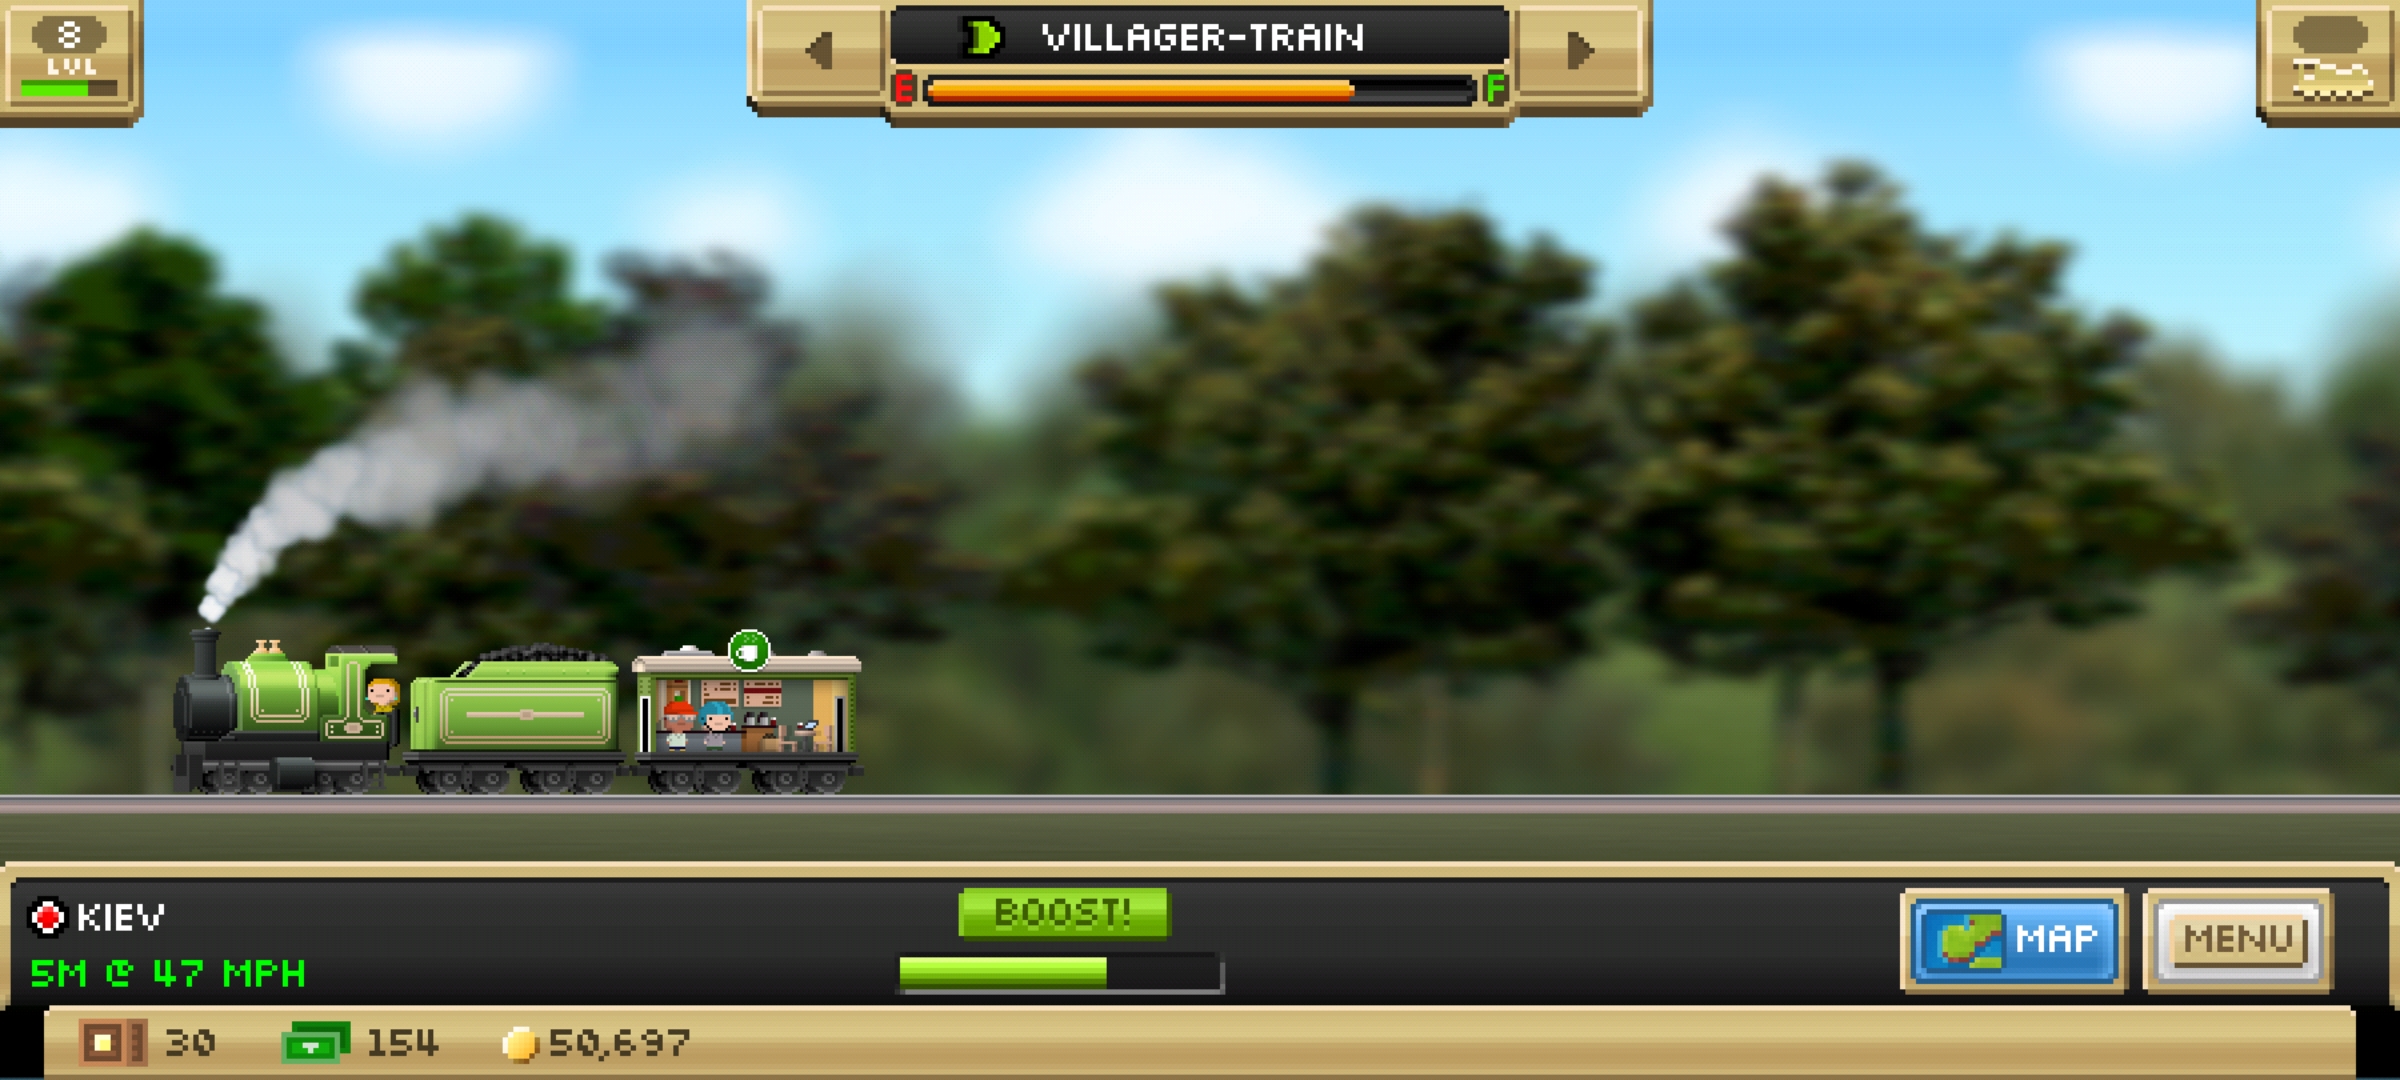 8
LVL
VILLAGER-TRAIN
E F
KIEV
5M @ 47 MPH
BOOST!
MAP
MENU
30 154 50,697